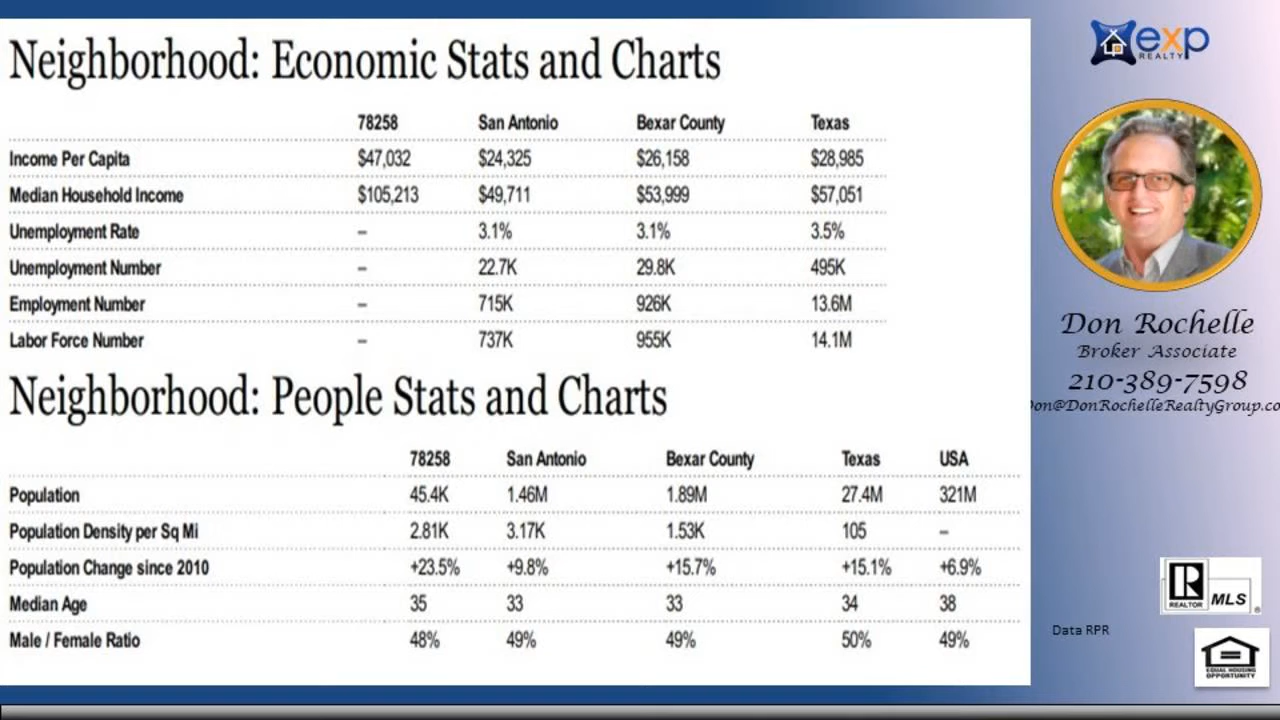 Neighborhood: Economic Stats and Charts
78258 San Antonio Bexar County Texas
Income Per Capita $47,032 $24,325 $26,158 $28,985
Median Household Income $105,213 $49,711 $53,999 $57,051
Unemployment Rate – 3.1% 3.1% 3.5%
Unemployment Number – 22.7K 29.8K 495K
Employment Number – 715K 926K 13.6M
Labor Force Number – 737K 955K 14.1M
Neighborhood: People Stats and Charts
78258 San Antonio Bexar County Texas USA
Population 45.4K 1.46M 1.89M 27.4M 321M
Population Density per Sq Mi 2.81K 3.17K 1.53K 105 –
Population Change since 2010 +23.5% +9.8% +15.7% +15.1% +6.9%
Median Age 35 33 33 34 38
Male / Female Ratio 48% 49% 49% 50% 49%
exp
REALTY
Don Rochelle
Broker Associate
210-389-7598
Don@DonRochelleRealtyGroup.co
R
REALTOR MLS ®
Data RPR
EQUAL HOUSING
OPPORTUNITY